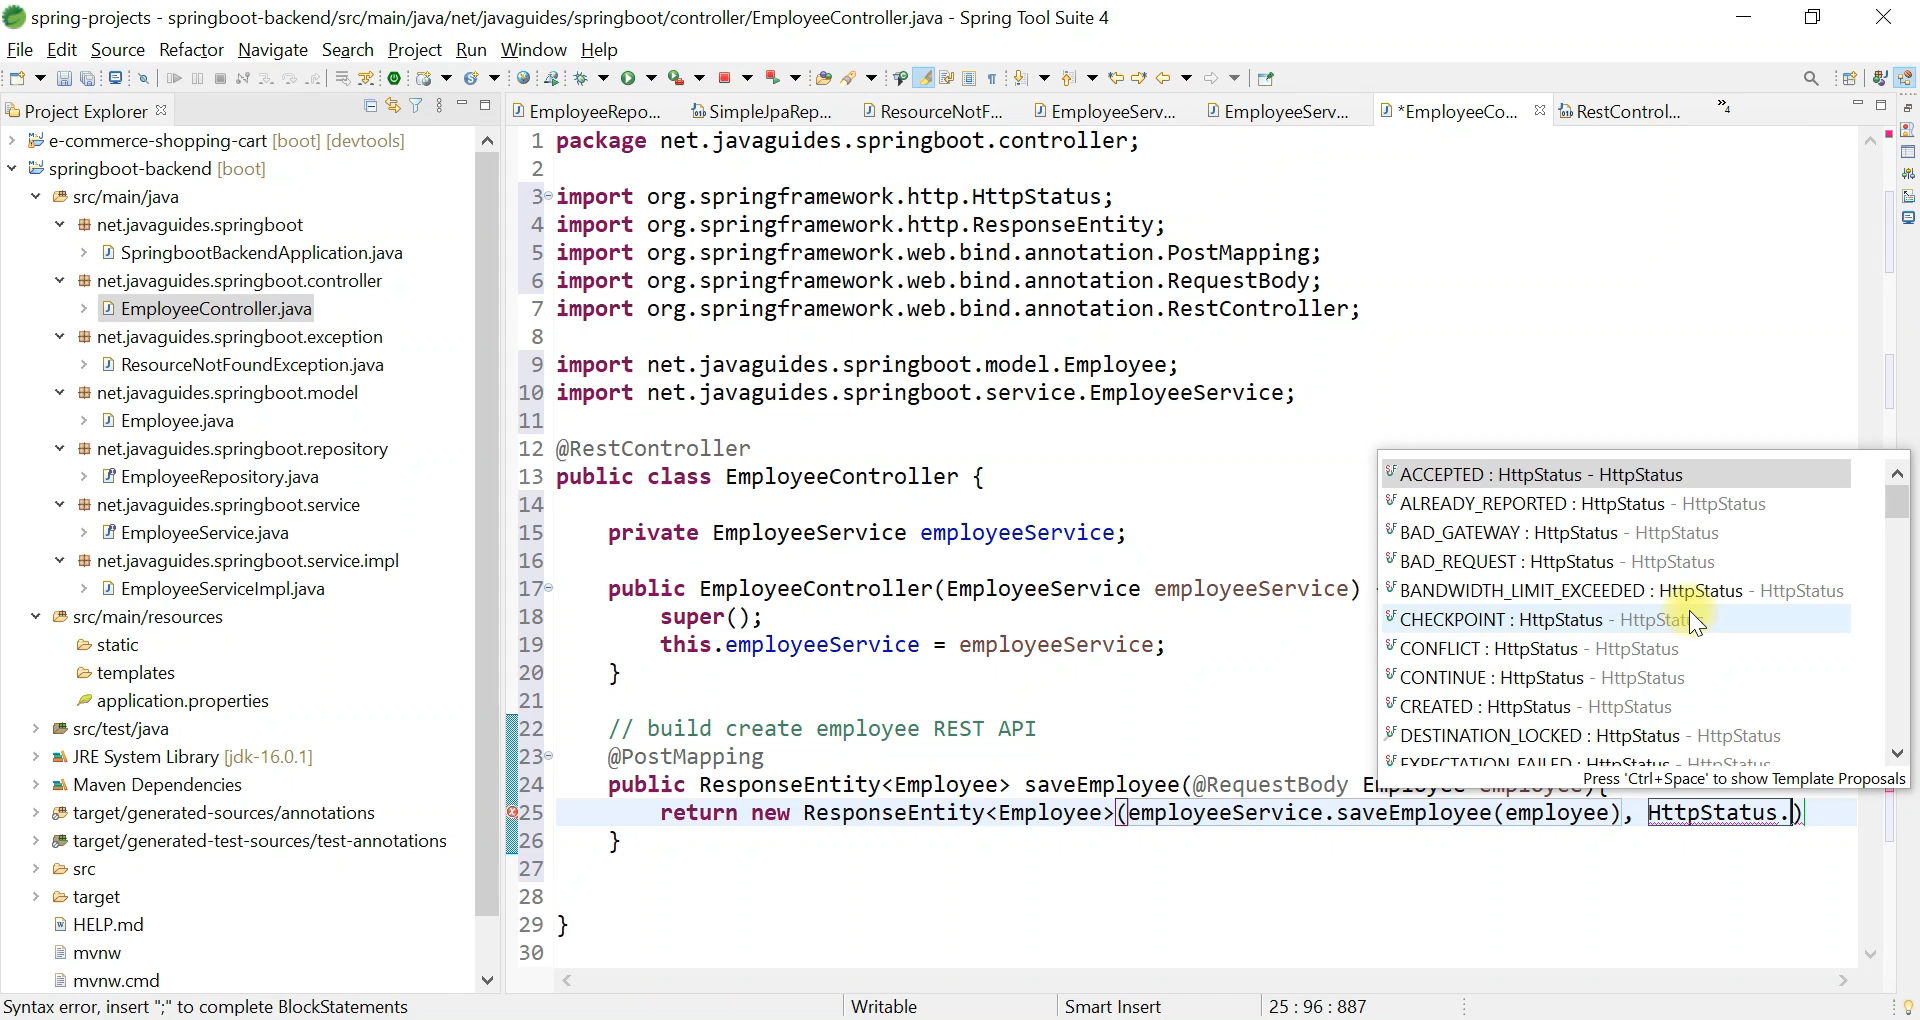 spring-projects - springboot-backend/src/main/java/net/javaguides/springboot/controller/EmployeeController.java - Spring Tool Suite 4
File Edit Source Refactor Navigate Search Project Run Window Help
Project Explorer
EmployeeRepo... SimpleJpaRep... ResourceNotF... EmployeeServ... EmployeeServ... *EmployeeCo... RestControl... »4
e-commerce-shopping-cart [boot] [devtools]
springboot-backend [boot]
src/main/java
net.javaguides.springboot
SpringbootBackendApplication.java
net.javaguides.springboot.controller
EmployeeController.java
net.javaguides.springboot.exception
ResourceNotFoundException.java
net.javaguides.springboot.model
Employee.java
net.javaguides.springboot.repository
EmployeeRepository.java
net.javaguides.springboot.service
EmployeeService.java
net.javaguides.springboot.service.impl
EmployeeServiceImpl.java
src/main/resources
static
templates
application.properties
src/test/java
JRE System Library [jdk-16.0.1]
Maven Dependencies
target/generated-sources/annotations
target/generated-test-sources/test-annotations
src
target
HELP.md
mvnw
mvnw.cmd
1 package net.javaguides.springboot.controller;
2
3 import org.springframework.http.HttpStatus;
4 import org.springframework.http.ResponseEntity;
5 import org.springframework.web.bind.annotation.PostMapping;
6 import org.springframework.web.bind.annotation.RequestBody;
7 import org.springframework.web.bind.annotation.RestController;
8
9 import net.javaguides.springboot.model.Employee;
10 import net.javaguides.springboot.service.EmployeeService;
11
12 @RestController
13 public class EmployeeController {
14
15 private EmployeeService employeeService;
16
17 public EmployeeController(EmployeeService employeeService)
18 super();
19 this.employeeService = employeeService;
20 }
21
22 // build create employee REST API
23 @PostMapping
24 public ResponseEntity<Employee> saveEmployee(@RequestBody Employee employee){
25 return new ResponseEntity<Employee>(employeeService.saveEmployee(employee), HttpStatus.)
26 }
27
28
29 }
30
ACCEPTED : HttpStatus - HttpStatus
ALREADY_REPORTED : HttpStatus - HttpStatus
BAD_GATEWAY : HttpStatus - HttpStatus
BAD_REQUEST : HttpStatus - HttpStatus
BANDWIDTH_LIMIT_EXCEEDED : HttpStatus - HttpStatus
CHECKPOINT : HttpStatus - HttpStatus
CONFLICT : HttpStatus - HttpStatus
CONTINUE : HttpStatus - HttpStatus
CREATED : HttpStatus - HttpStatus
DESTINATION_LOCKED : HttpStatus - HttpStatus
EXPECTATION_FAILED : HttpStatus - HttpStatus
Press 'Ctrl+Space' to show Template Proposals
Syntax error, insert ";" to complete BlockStatements Writable Smart Insert 25 : 96 : 887